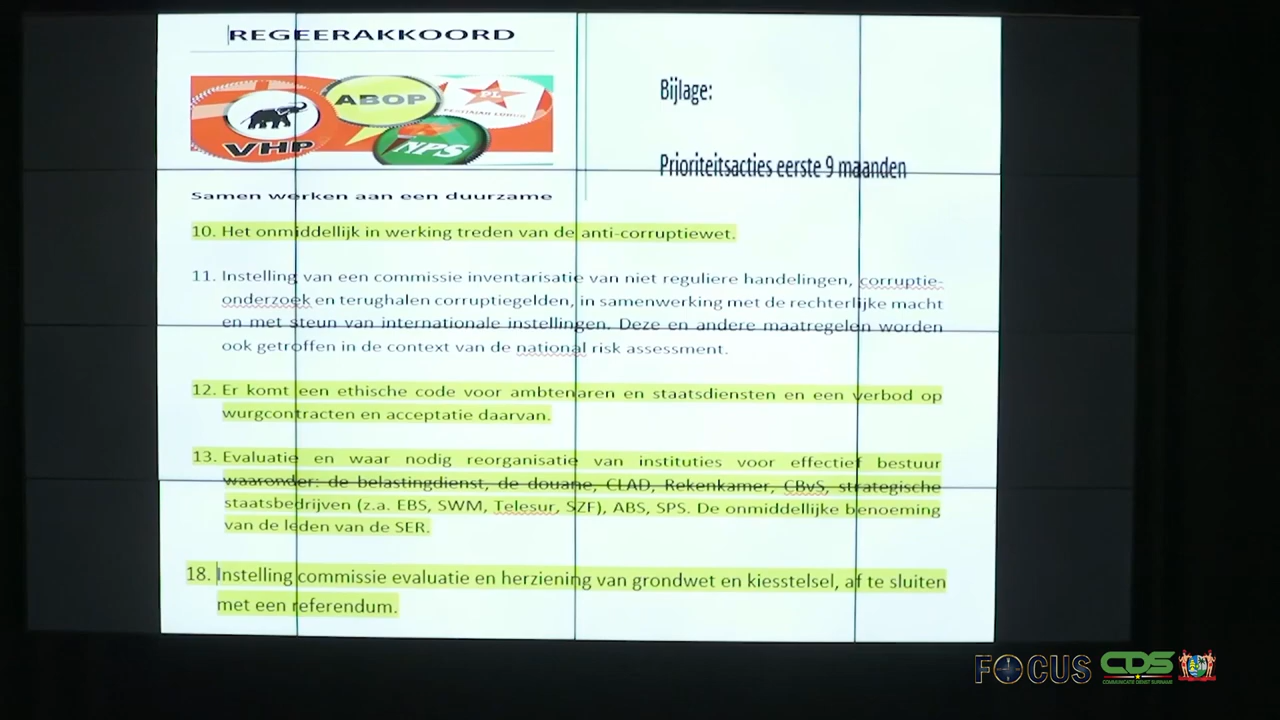 REGEERAKKOORD
VHP
ABOP
PL
NPS
Samen werken aan een duurzame
Bijlage:
Prioriteitsacties eerste 9 maanden
10. Het onmiddellijk in werking treden van de anti-corruptiewet.
11. Instelling van een commissie inventarisatie van niet reguliere handelingen, corruptie-
onderzoek en terughalen corruptiegelden, in samenwerking met de rechterlijke macht
en met steun van internationale instellingen. Deze en andere maatregelen worden
ook getroffen in de context van de national risk assessment.
12. Er komt een ethische code voor ambtenaren en staatsdiensten en een verbod op
wurgcontracten en acceptatie daarvan.
13. Evaluatie en waar nodig reorganisatie van instituties voor effectief bestuur
waaronder: de belastingdienst, de douane, CLAD, Rekenkamer, CBvS, strategische
staatsbedrijven (z.a. EBS, SWM, Telesur, SZF), ABS, SPS. De onmiddellijke benoeming
van de leden van de SER.
18. Instelling commissie evaluatie en herziening van grondwet en kiesstelsel, af te sluiten
met een referendum.
FOCUS
CDS
COMMUNICATIE DIENST SURINAME